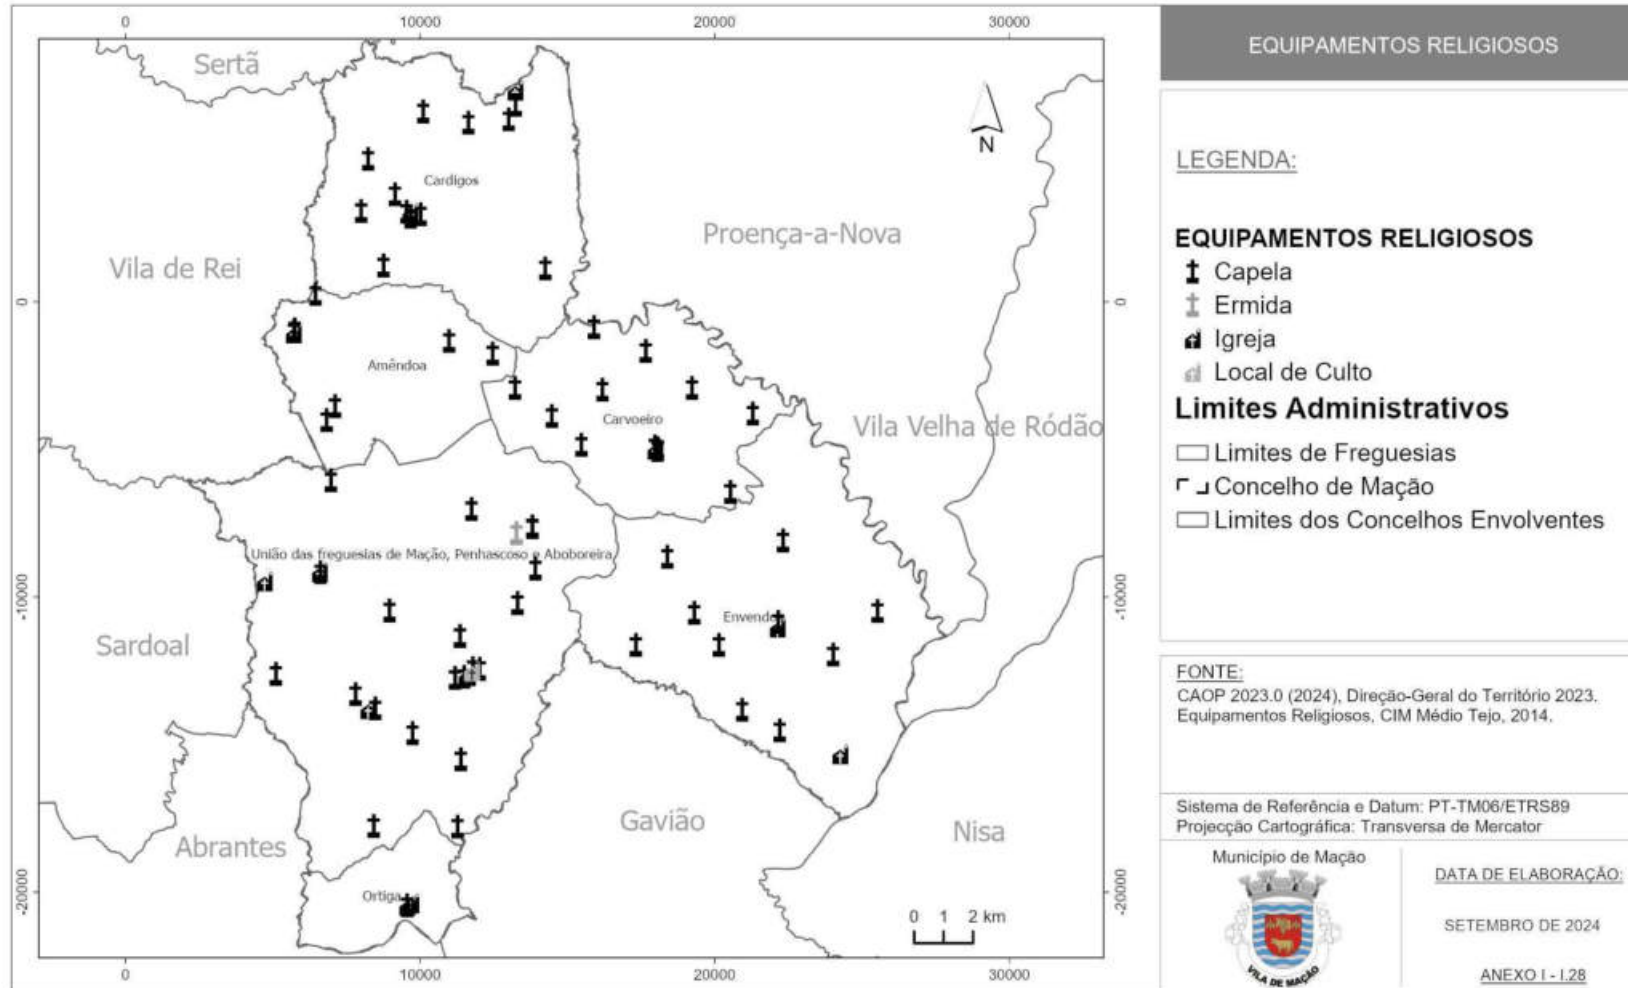 0 10000 20000 30000
EQUIPAMENTOS RELIGIOSOS
Sertã
N
Cardigos
Proença-a-Nova
Vila de Rei
0
0
Amêndoa
Carvoeiro
Vila Velha de Ródão
União das freguesias de Mação, Penhascoso e Aboboreira
-10000
-10000
Envendos
Sardoal
Gavião
Nisa
Abrantes
Ortiga
-20000
-20000
0 1 2 km
0 10000 20000 30000
LEGENDA:
EQUIPAMENTOS RELIGIOSOS
Capela
Ermida
Igreja
Local de Culto
Limites Administrativos
Limites de Freguesias
Concelho de Mação
Limites dos Concelhos Envolventes
FONTE:
CAOP 2023.0 (2024), Direção-Geral do Território 2023.
Equipamentos Religiosos, CIM Médio Tejo, 2014.
Sistema de Referência e Datum: PT-TM06/ETRS89
Projecção Cartográfica: Transversa de Mercator
Município de Mação
VILA DE MAÇÃO
DATA DE ELABORAÇÃO:
SETEMBRO DE 2024
ANEXO I - I.28